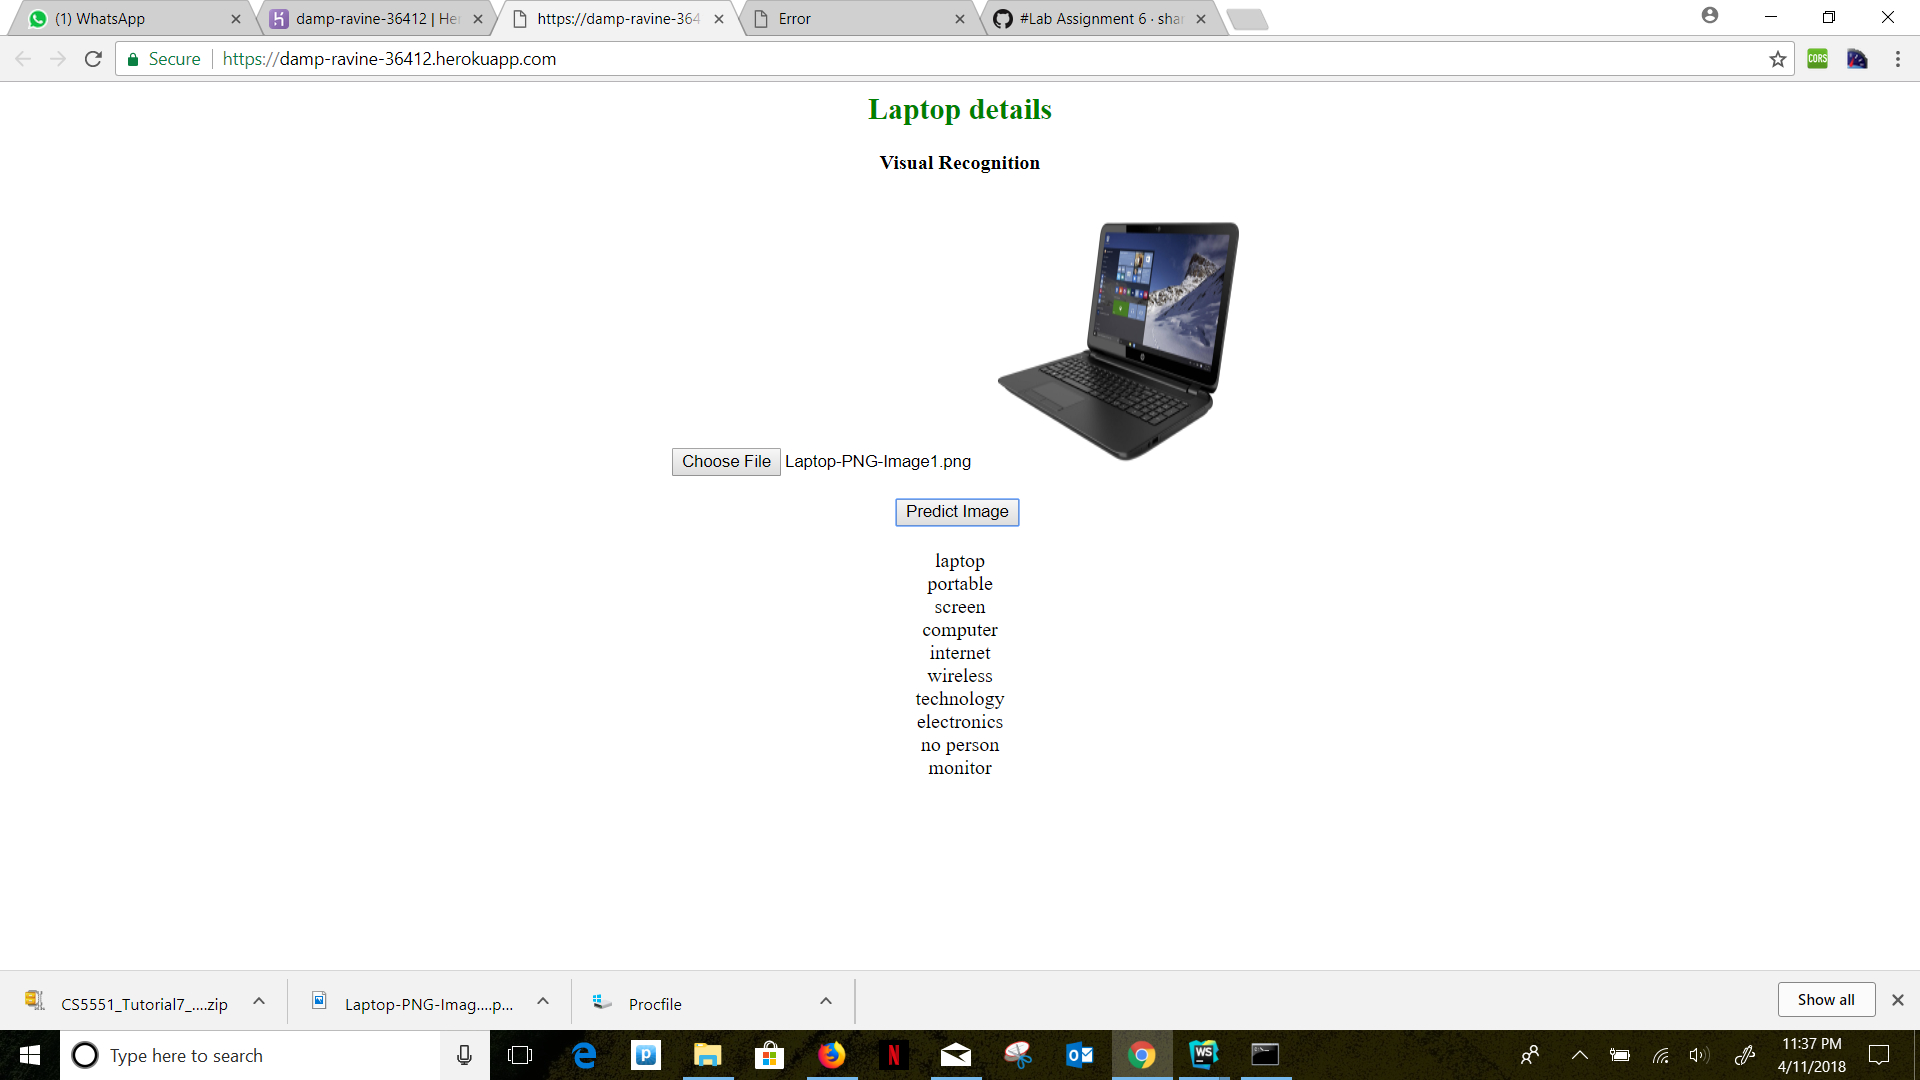 (1) WhatsApp
damp-ravine-36412 | He
https://damp-ravine-364
Error
#Lab Assignment 6 · shar
Secure
https://damp-ravine-36412.herokuapp.com
CORS
Laptop details
Visual Recognition
Choose File Laptop-PNG-Image1.png
Predict Image
laptop
portable
screen
computer
internet
wireless
technology
electronics
no person
monitor
CS5551_Tutorial7_....zip
Laptop-PNG-Imag....p...
Procfile
Show all
Type here to search
WS
11:37 PM
4/11/2018